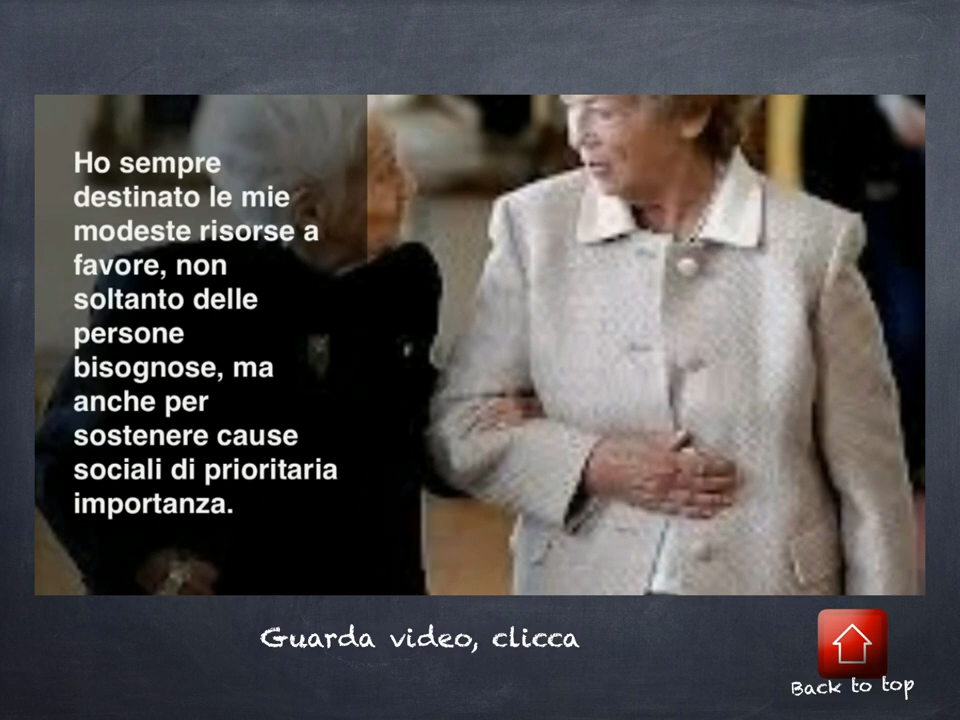 Ho sempre
destinato le mie
modeste risorse a
favore, non
soltanto delle
persone
bisognose, ma
anche per
sostenere cause
sociali di prioritaria
importanza.
Guarda video, clicca
Back to top